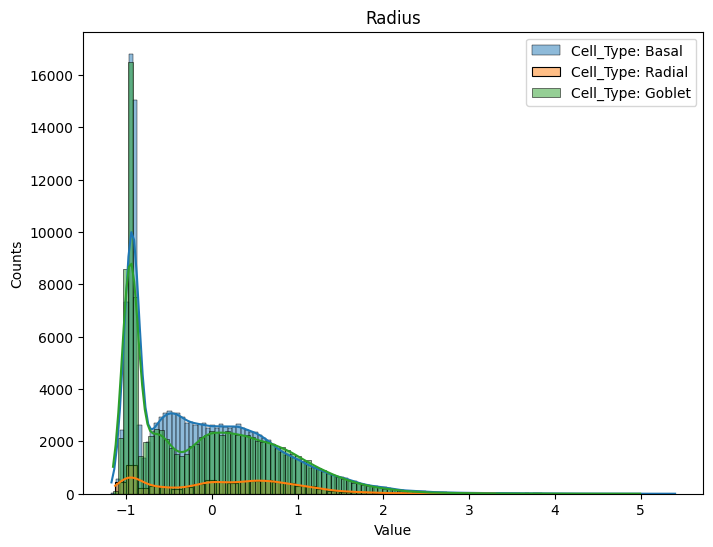 Radius
Cell_Type: Basal
Cell_Type: Radial
Cell_Type: Goblet
16000
14000
12000
10000
8000
6000
4000
2000
0
Counts
−1 0 1 2 3 4 5
Value